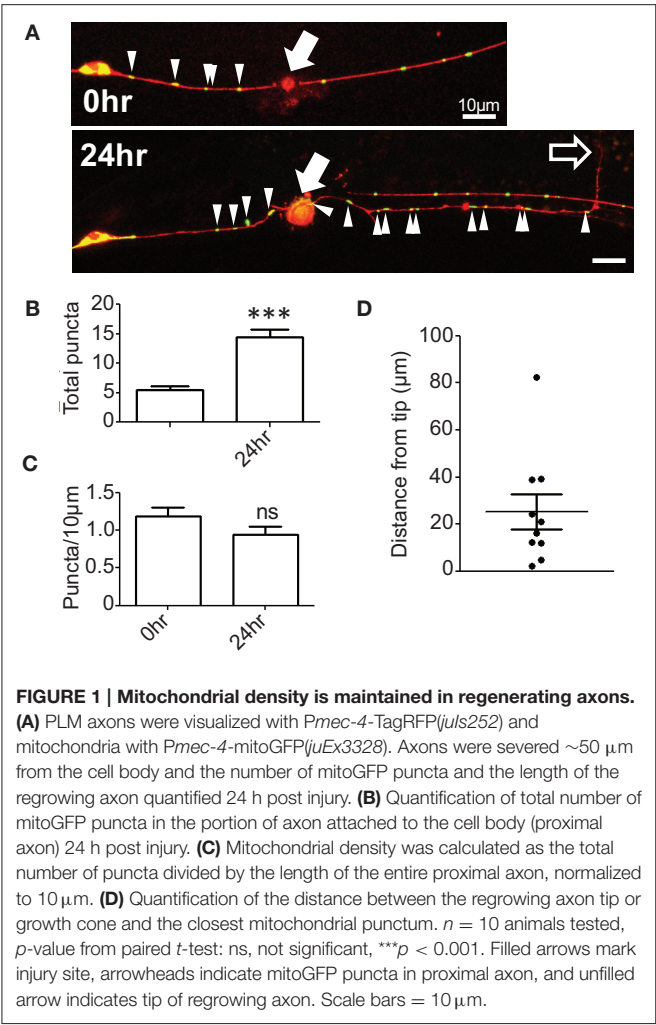 A
0hr
10µm
24hr
B
Total puncta
20
15
10
5
0
***
24hr
C
Puncta/10µm
1.5
1.0
0.5
0
ns
0hr
24hr
D
Distance from tip (µm)
100
80
60
40
20
0
FIGURE 1 | Mitochondrial density is maintained in regenerating axons.
(A) PLM axons were visualized with Pmec-4-TagRFP(juIs252) and
mitochondria with Pmec-4-mitoGFP(juEx3328). Axons were severed ∼50 µm
from the cell body and the number of mitoGFP puncta and the length of the
regrowing axon quantified 24 h post injury. (B) Quantification of total number of
mitoGFP puncta in the portion of axon attached to the cell body (proximal
axon) 24 h post injury. (C) Mitochondrial density was calculated as the total
number of puncta divided by the length of the entire proximal axon, normalized
to 10 µm. (D) Quantification of the distance between the regrowing axon tip or
growth cone and the closest mitochondrial punctum. n = 10 animals tested,
p-value from paired t-test: ns, not significant, ***p < 0.001. Filled arrows mark
injury site, arrowheads indicate mitoGFP puncta in proximal axon, and unfilled
arrow indicates tip of regrowing axon. Scale bars = 10 µm.